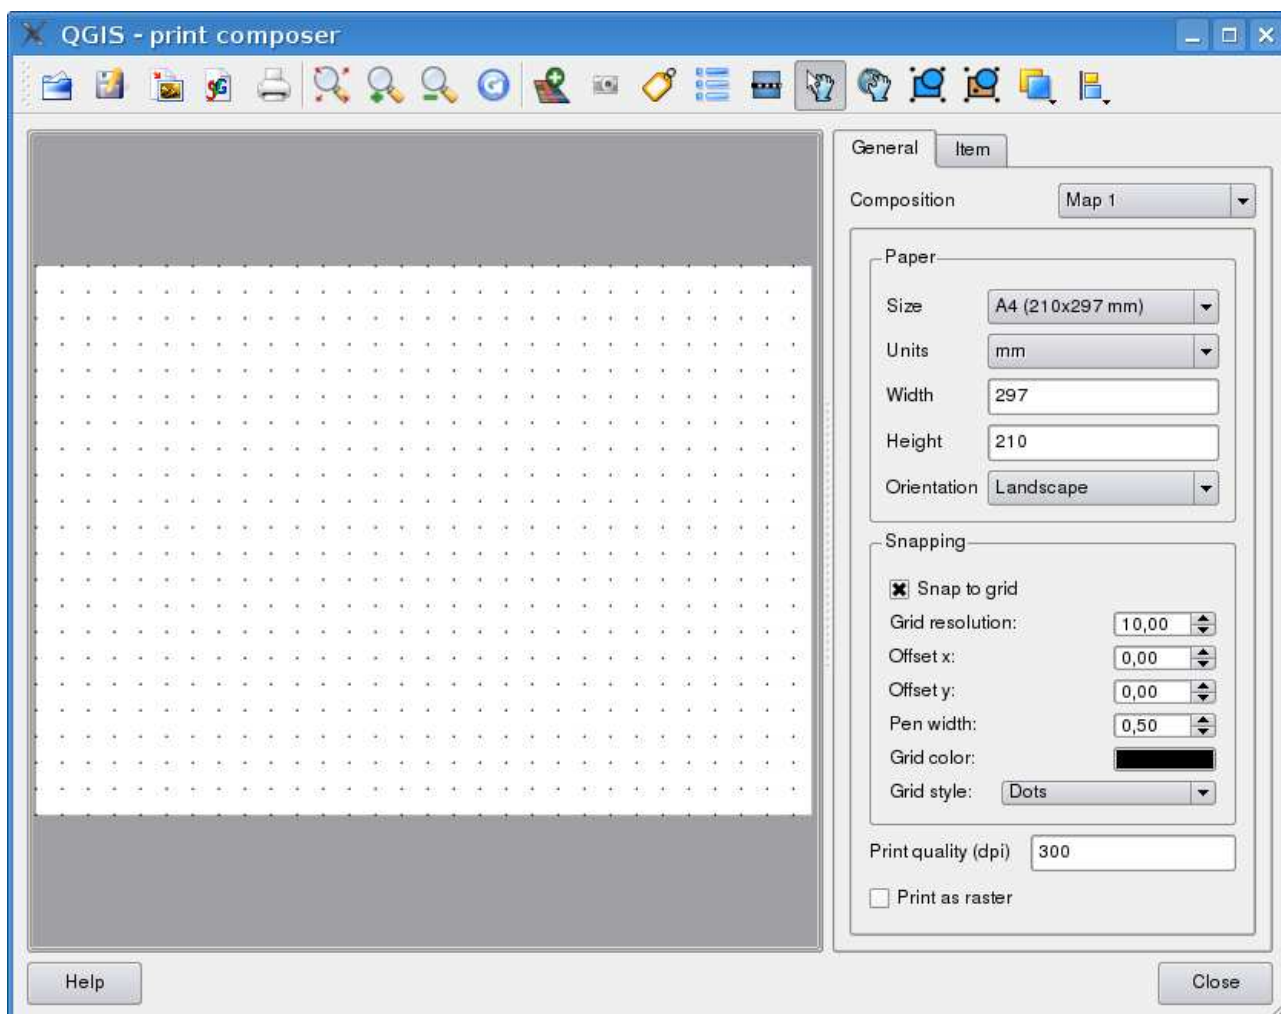 QGIS - print composer
General Item
Composition Map 1
Paper
Size A4 (210x297 mm)
Units mm
Width 297
Height 210
Orientation Landscape
Snapping
Snap to grid
Grid resolution: 10,00
Offset x: 0,00
Offset y: 0,00
Pen width: 0,50
Grid color:
Grid style: Dots
Print quality (dpi) 300
Print as raster
Help Close